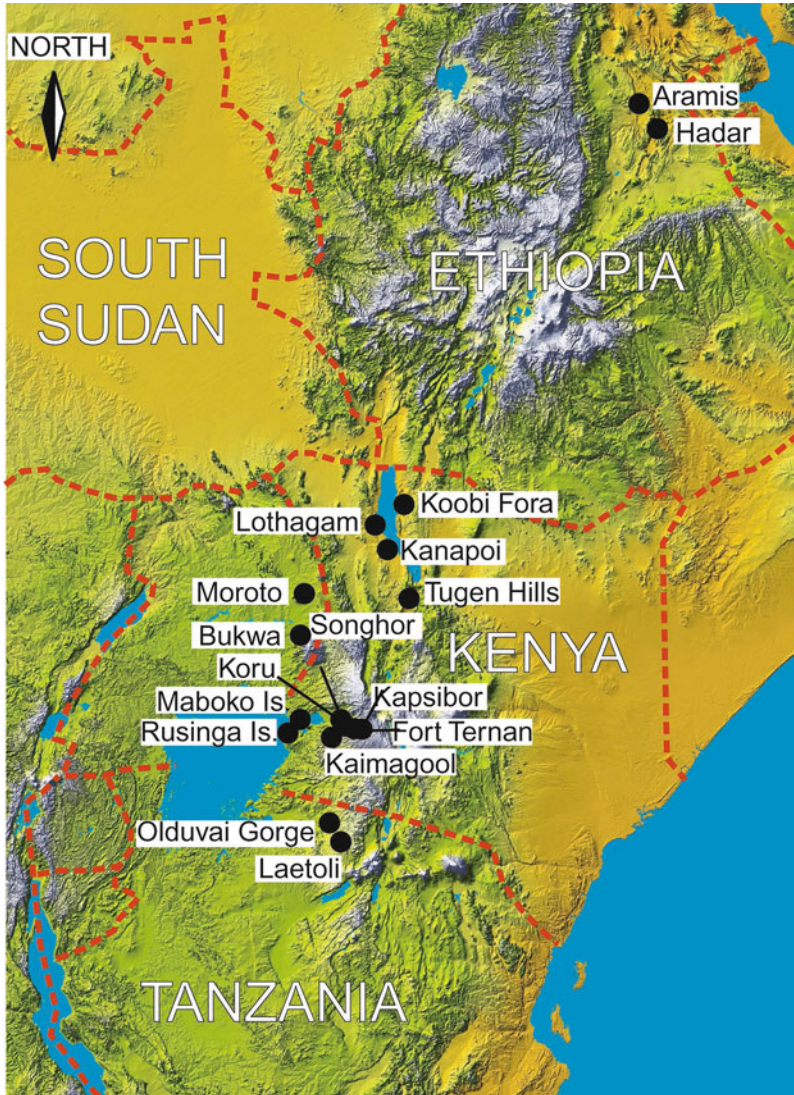 NORTH
Aramis
Hadar
SOUTH
SUDAN
ETHIOPIA
Koobi Fora
Lothagam
Kanapoi
Moroto
Tugen Hills
Bukwa
Songhor
KENYA
Koru
Maboko Is.
Kapsibor
Rusinga Is.
Fort Ternan
Kaimagool
Olduvai Gorge
Laetoli
TANZANIA